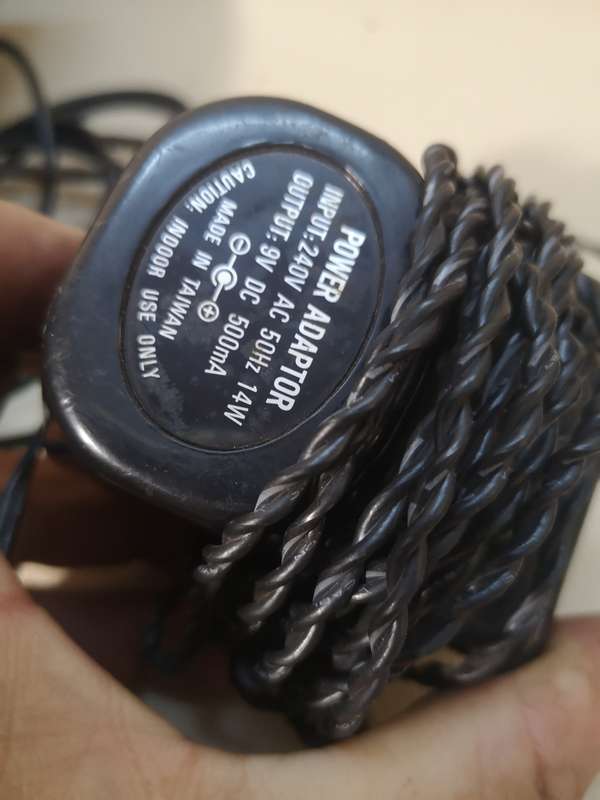 POWER ADAPTOR
INPUT:240V AC 50Hz 14W
OUTPUT: 9V DC 500mA
MADE IN TAIWAN
CAUTION: INDOOR USE ONLY